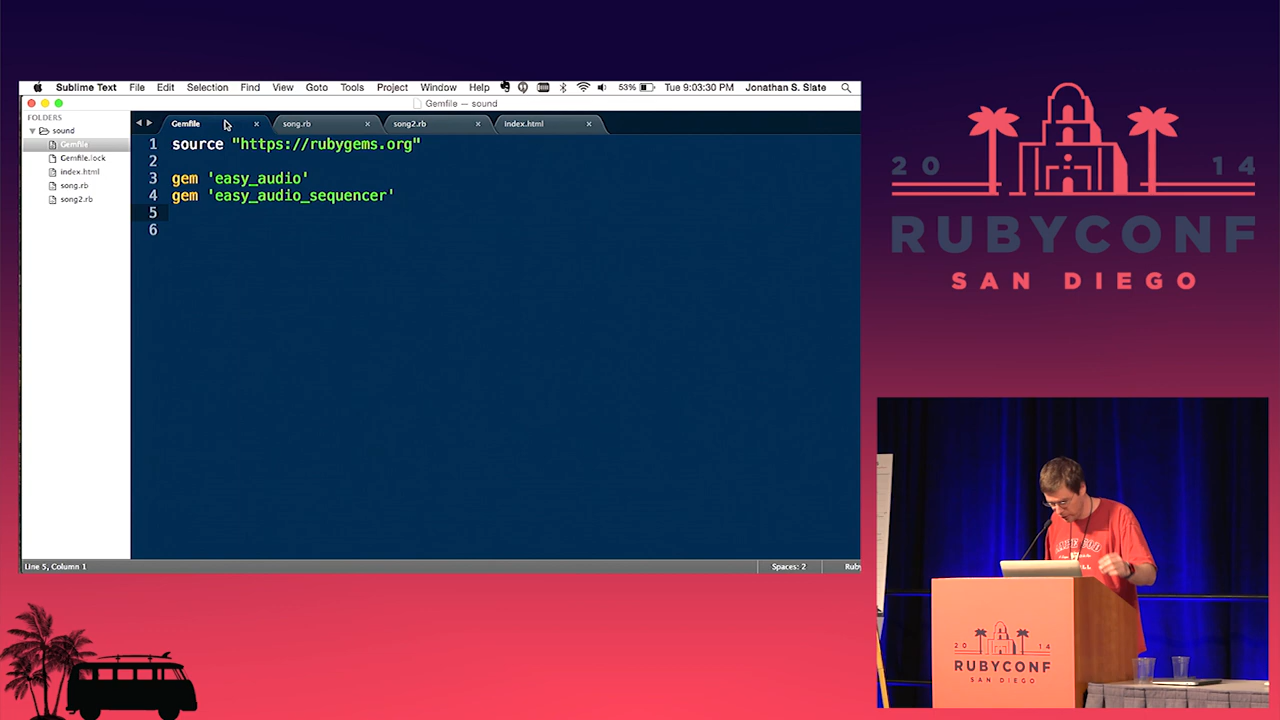 Sublime Text File Edit Selection Find View Goto Tools Project Window Help 53% Tue 9:03:30 PM Jonathan S. Slate
Gemfile — sound
FOLDERS
sound
Gemfile
Gemfile.lock
index.html
song.rb
song2.rb
Gemfile song.rb song2.rb index.html
1 source "https://rubygems.org"
2
3 gem 'easy_audio'
4 gem 'easy_audio_sequencer'
5
6
Line 5, Column 1 Spaces: 2 Ruby
20 14
RUBYCONF
SAN DIEGO
20 14
RUBYCONF
SAN DIEGO